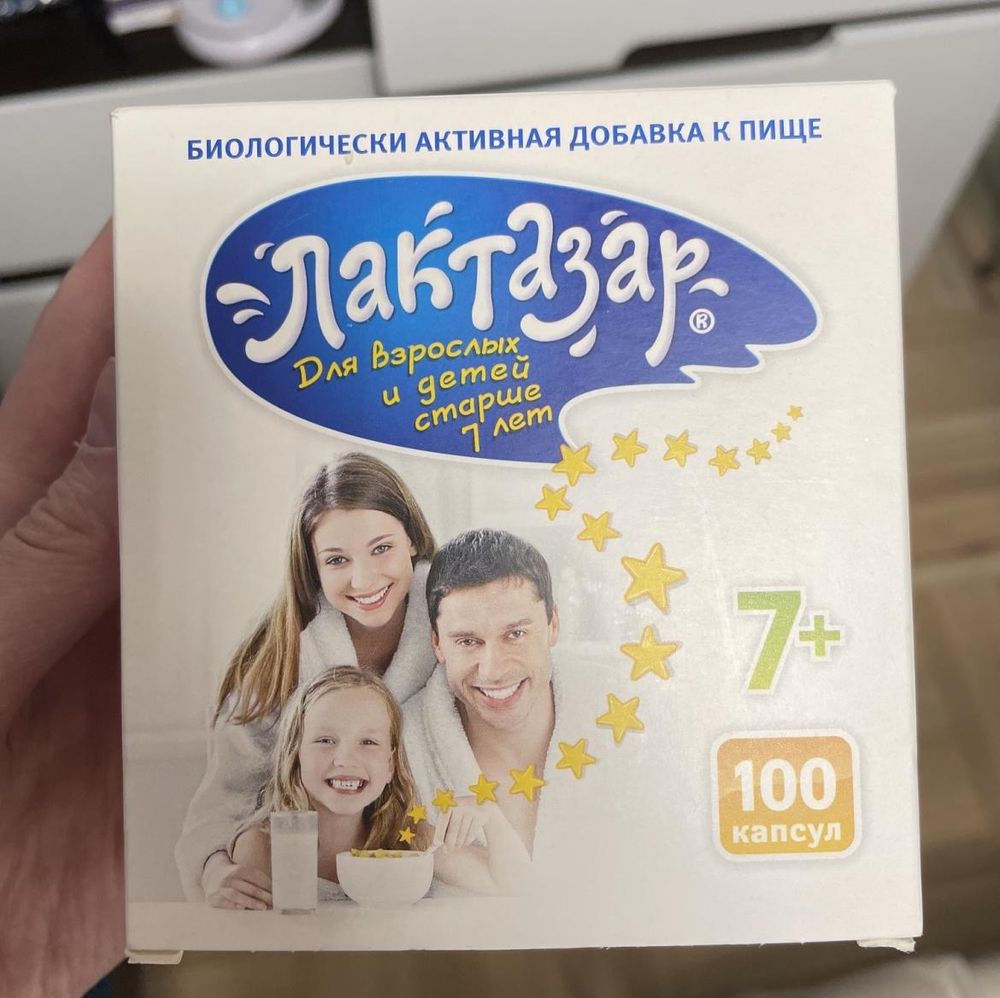 БИОЛОГИЧЕСКИ АКТИВНАЯ ДОБАВКА К ПИЩЕ
Лактазар®
Для взрослых
и детей
старше
7 лет
7+
100
капсул